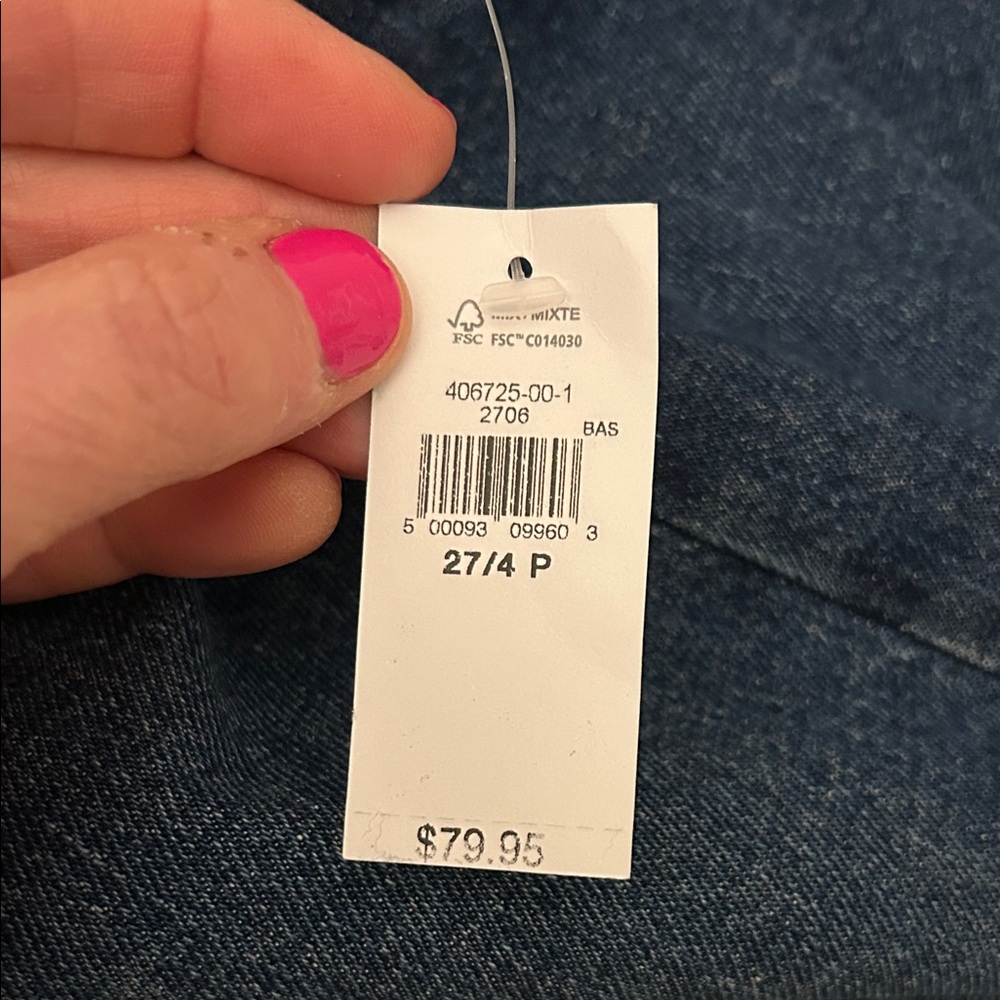 MIXTE
FSC FSC™ C014030
406725-00-1
2706
BAS
5 00093 09960 3
27/4 P
$79.95